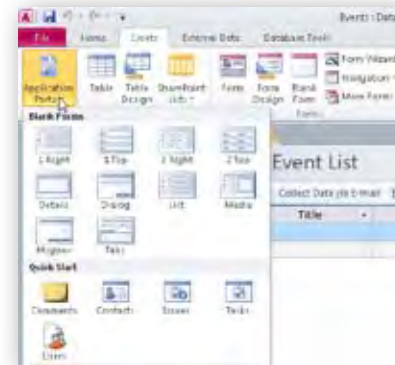 Events : Data
File Home Create External Data Database Tools
Application Parts Table Table Design SharePoint Lists Form Form Design Blank Form Form Wizard
Navigation
More Forms
Forms
Blank Forms
1 Right 1 Top 2 Right 2 Top
Details Dialog List Media
Msgbox Tabs
Quick Start
Comments Contacts Issues Tasks
Users
Event List
Collect Data via E-mail
Title